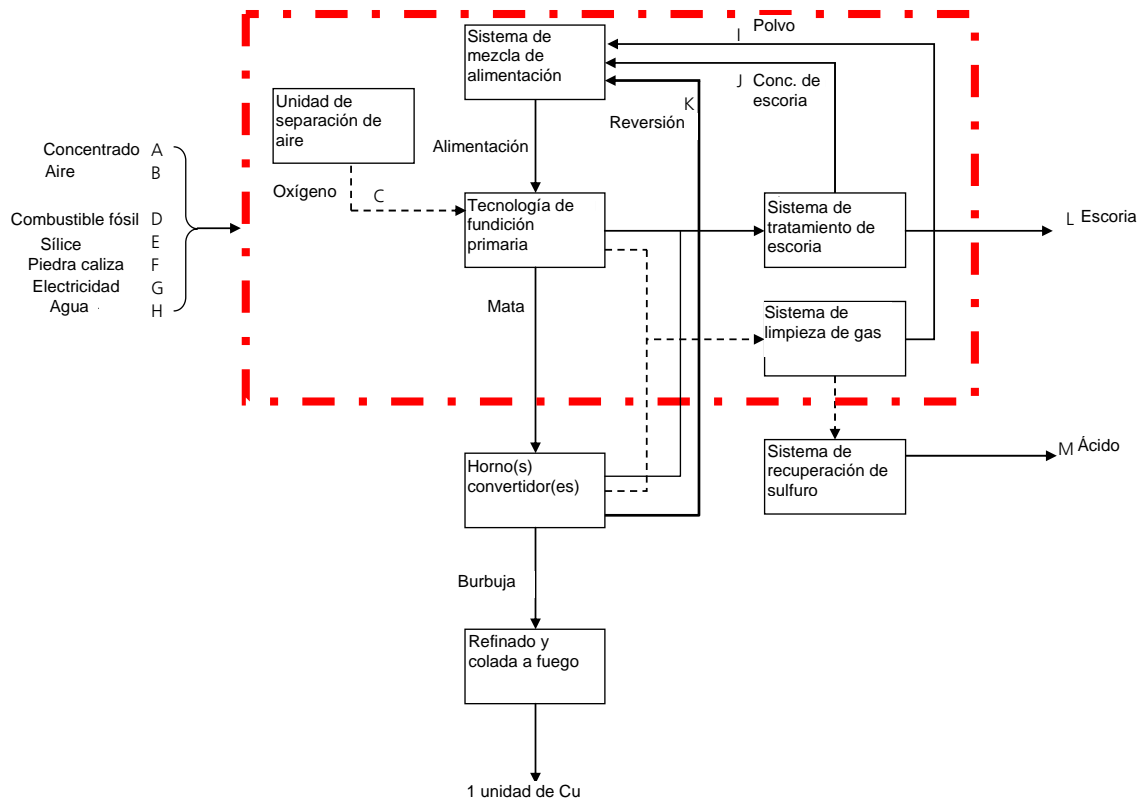 I Polvo
Sistema de
mezcla de
alimentación
J Conc. de
escoria
K
Reversión
Unidad de
separación de
aire
Alimentación
Concentrado A
Aire B
Oxígeno C
Combustible fósil D
Sílice E
Piedra caliza F
Electricidad G
Agua H
Tecnología de
fundición
primaria
Sistema de
tratamiento de
escoria
L Escoria
Mata
Sistema de
limpieza de gas
Horno(s)
convertidor(es)
Sistema de
recuperación de
sulfuro
M Ácido
Burbuja
Refinado y
colada a fuego
1 unidad de Cu